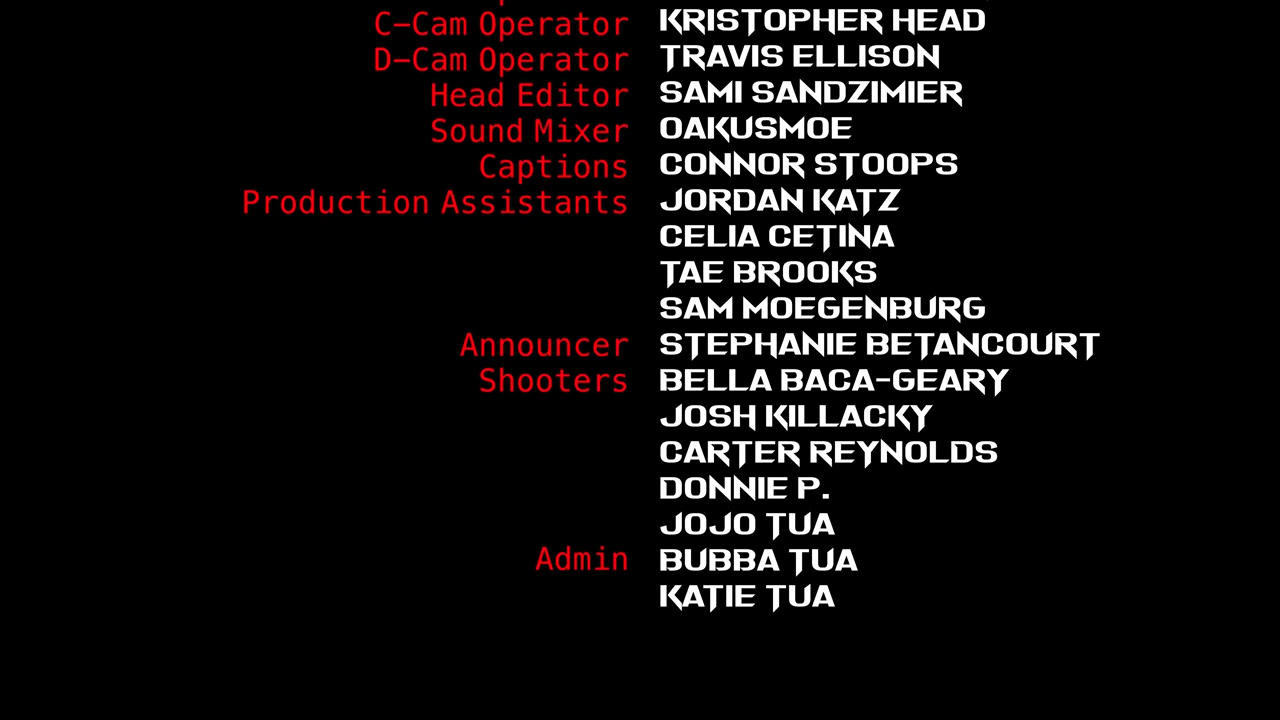 C-Cam Operator KRISTOPHER HEAD
D-Cam Operator TRAVIS ELLISON
Head Editor SAMI SANDZIMIER
Sound Mixer OAKUSMOE
Captions CONNOR STOOPS
Production Assistants JORDAN KATZ
CELIA CETINA
TAE BROOKS
SAM MOEGENBURG
Announcer STEPHANIE BETANCOURT
Shooters BELLA BACA-GEARY
JOSH KILLACKY
CARTER REYNOLDS
DONNIE P.
JOJO TUA
Admin BUBBA TUA
KATIE TUA